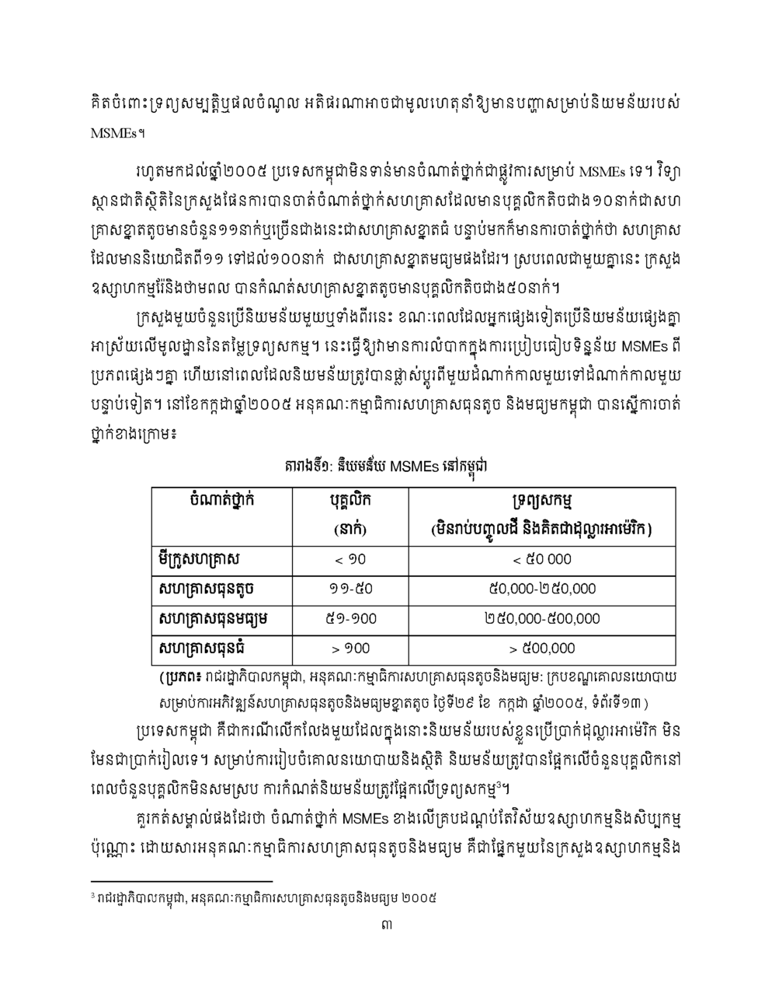 គិតចំពោះទ្រព្យសម្បត្តិឬផលចំណូល អតិផរណាអាចជាមូលហេតុនាំឱ្យមានបញ្ហាសម្រាប់និយមន័យរបស់
MSMEs។
រហូតមកដល់ឆ្នាំ២០០៥ ប្រទេសកម្ពុជាមិនទាន់មានចំណាត់ថ្នាក់ជាផ្លូវការសម្រាប់ MSMEs ទេ។ វិទ្យា
ស្ថានជាតិស្ថិតិនៃក្រសួងផែនការបានចាត់ចំណាត់ថ្នាក់សហគ្រាសដែលមានបុគ្គលិកតិចជាង១០នាក់ជាសហ
គ្រាសខ្នាតតូចមានចំនួន១១នាក់ឬច្រើនជាងនេះជាសហគ្រាសខ្នាតធំ បន្ទាប់មកក៏មានការចាត់ថ្នាក់ថា សហគ្រាស
ដែលមាននិយោជិតពី១១ ទៅដល់១០០នាក់ ជាសហគ្រាសខ្នាតមធ្យមផងដែរ។ ស្របពេលជាមួយគ្នានេះ ក្រសួង
ឧស្សាហកម្មរ៉ែនិងថាមពល បានកំណត់សហគ្រាសខ្នាតតូចមានបុគ្គលិកតិចជាង៥០នាក់។
ក្រសួងមួយចំនួនប្រើនិយមន័យមួយឬទាំងពីរនេះ ខណៈពេលដែលអ្នកផ្សេងទៀតប្រើនិយមន័យផ្សេងគ្នា
អាស្រ័យលើមូលដ្ឋាននៃតម្លៃទ្រព្យសកម្ម។ នេះធ្វើឱ្យវាមានការលំបាកក្នុងការប្រៀបធៀបទិន្នន័យ MSMEs ពី
ប្រភពផ្សេងៗគ្នា ហើយនៅពេលដែលនិយមន័យត្រូវបានផ្លាស់ប្តូរពីមួយដំណាក់កាលមួយទៅដំណាក់កាលមួយ
បន្ទាប់ទៀត។ នៅខែកក្កដាឆ្នាំ២០០៥ អនុគណៈកម្មាធិការសហគ្រាសធុនតូច និងមធ្យមកម្ពុជា បានស្នើការចាត់
ថ្នាក់ខាងក្រោម៖
តារាងទី១: និយមន័យ MSMEs នៅកម្ពុជា
ចំណាត់ថ្នាក់ បុគ្គលិក ទ្រព្យសកម្ម
(នាក់) (មិនរាប់បញ្ចូលដី និងគិតជាដុល្លារអាម៉េរិក)
មីក្រូសហគ្រាស < ១០ < ៥០ 000
សហគ្រាសធុនតូច ១១-៥០ ៥០,000-២៥០,000
សហគ្រាសធុនមធ្យម ៥១-១00 ២៥០,000-៥00,000
សហគ្រាសធុនធំ > ១00 > ៥00,000
(ប្រភព៖ រាជរដ្ឋាភិបាលកម្ពុជា, អនុគណៈកម្មាធិការសហគ្រាសធុនតូចនិងមធ្យម: ក្របខណ្ឌគោលនយោបាយ
សម្រាប់ការអភិវឌ្ឍន៍សហគ្រាសធុនតូចនិងមធ្យមខ្នាតតូច ថ្ងៃទី២៩ ខែ កក្កដា ឆ្នាំ២០០៥, ទំព័រទី១៣)
ប្រទេសកម្ពុជា គឺជាករណីលើកលែងមួយដែលក្នុងនោះនិយមន័យរបស់ខ្លួនប្រើប្រាក់ដុល្លារអាម៉េរិក មិន
មែនជាប្រាក់រៀលទេ។ សម្រាប់ការរៀបចំគោលនយោបាយនិងស្ថិតិ និយមន័យត្រូវបានផ្អែកលើចំនួនបុគ្គលិកនៅ
ពេលចំនួនបុគ្គលិកមិនសមស្រប ការកំណត់និយមន័យត្រូវផ្អែកលើទ្រព្យសកម្ម³។
គួរកត់សម្គាល់ផងដែរថា ចំណាត់ថ្នាក់ MSMEs ខាងលើគ្របដណ្តប់តែវិស័យឧស្សាហកម្មនិងសិប្បកម្ម
ប៉ុណ្ណោះ ដោយសារអនុគណៈកម្មាធិការសហគ្រាសធុនតូចនិងមធ្យម គឺជាផ្នែកមួយនៃក្រសួងឧស្សាហកម្មនិង
³ រាជរដ្ឋាភិបាលកម្ពុជា, អនុគណៈកម្មាធិការសហគ្រាសធុនតូចនិងមធ្យម ២០០៥
៣